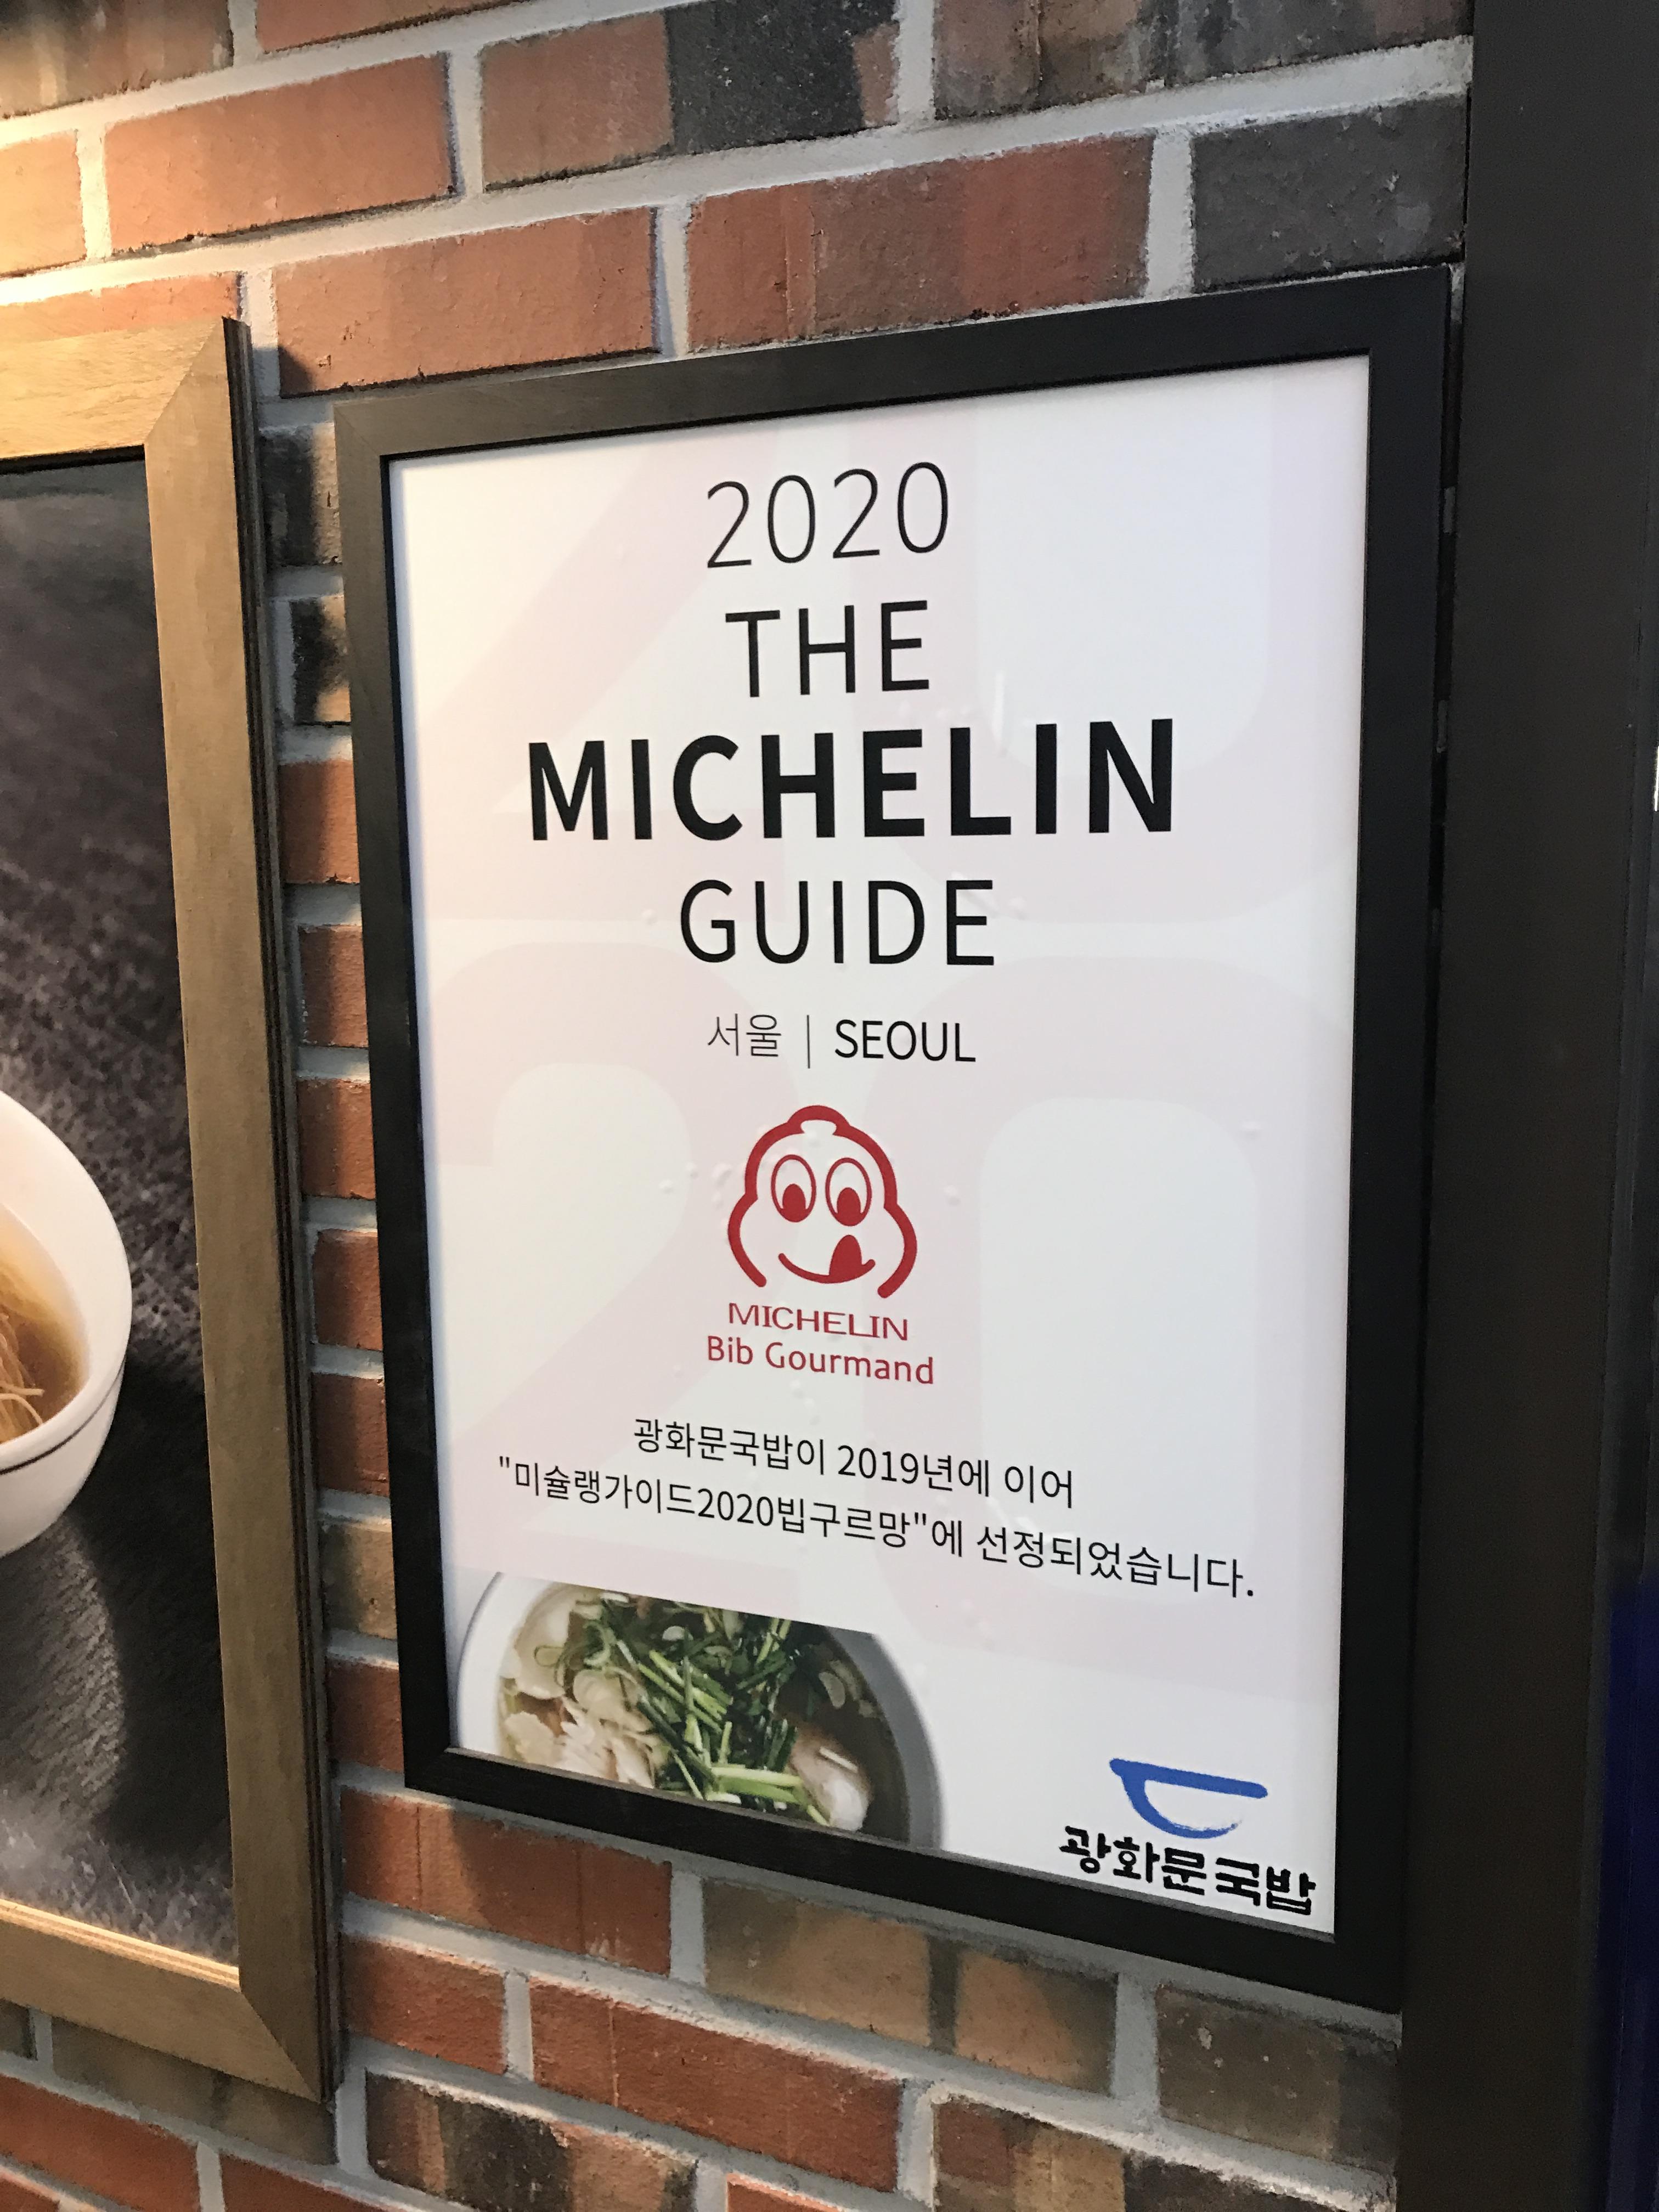 2020
THE
MICHELIN
GUIDE
서울 | SEOUL
MICHELIN
Bib Gourmand
광화문국밥이 2019년에 이어
"미슐랭가이드2020빕구르망"에 선정되었습니다.
광화문국밥